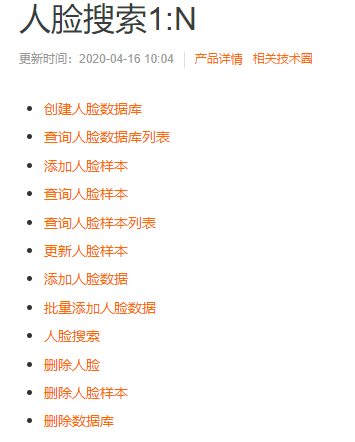 人脸搜索1:N
更新时间：2020-04-16 10:04 产品详情 相关技术圈
创建人脸数据库
查询人脸数据库列表
添加人脸样本
查询人脸样本
查询人脸样本列表
更新人脸样本
添加人脸数据
批量添加人脸数据
人脸搜索
删除人脸
删除人脸样本
删除数据库